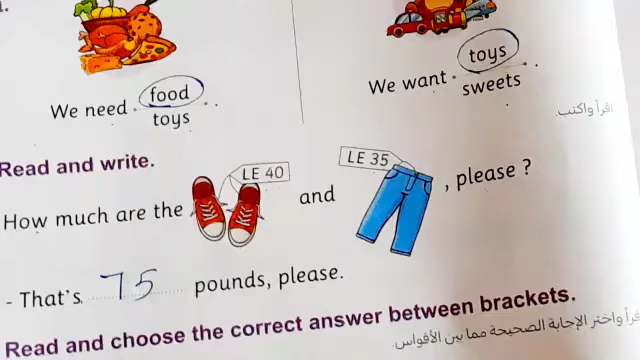 We need food
toys
We want toys
sweets
اقرأ واكتب.
Read and write.
How much are the LE 40 and LE 35 , please ?
- That's 75 pounds, please.
Read and choose the correct answer between brackets.
اقرأ واختر الإجابة الصحيحة مما بين الأقواس.